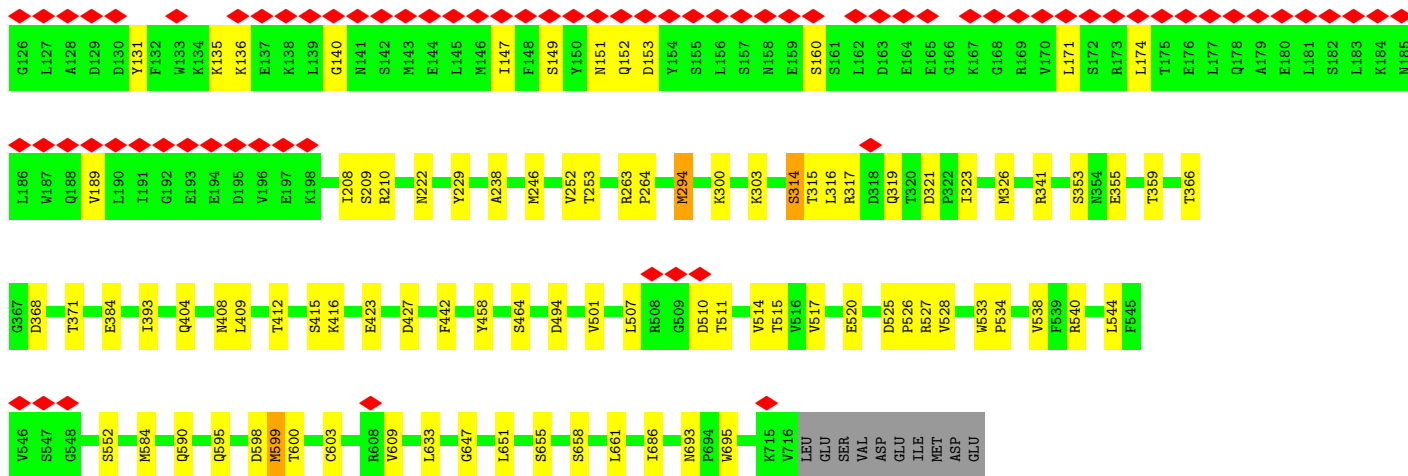 G126 L127 A128 D129 D130 Y131 F132 W133 K134 K135 K136 E137 K138 L139 G140 N141 S142 M143 E144 L145 M146 I147 F148 S149 Y150 N151 Q152 D153 Y154 S155 L156 S157 N158 E159 S160 S161 L162 D163 E164 E165 G166 K167 G168 R169 V170 L171 S172 R173 L174 T175 E176 L177 Q178 A179 E180 L181 S182 L183 K184 N185
L186 W187 Q188 V189 L190 I191 G192 E193 E194 D195 V196 E197 K198 I208 S209 R210 N222 Y229 A238 M246 V252 T253 R263 P264 M294 K300 K303 S314 T315 L316 R317 D318 Q319 T320 D321 P322 I323 M326 R341 S353 N354 E355 T359 T366
G367 D368 T371 E384 I393 Q404 N408 L409 T412 S415 K416 E423 D427 F442 Y458 S464 D494 V501 L507 R508 G509 D510 T511 V514 T515 V516 V517 E520 D525 P526 R527 V528 W533 P534 V538 F539 R540 L544 F545
V546 S547 G548 S552 M584 Q590 Q595 D598 M599 T600 C603 R608 V609 L633 G647 L651 S655 S658 L661 I686 N693 P694 W695 K715 V716 LEU GLU SER VAL ASP GLU ILE MET ASP GLU